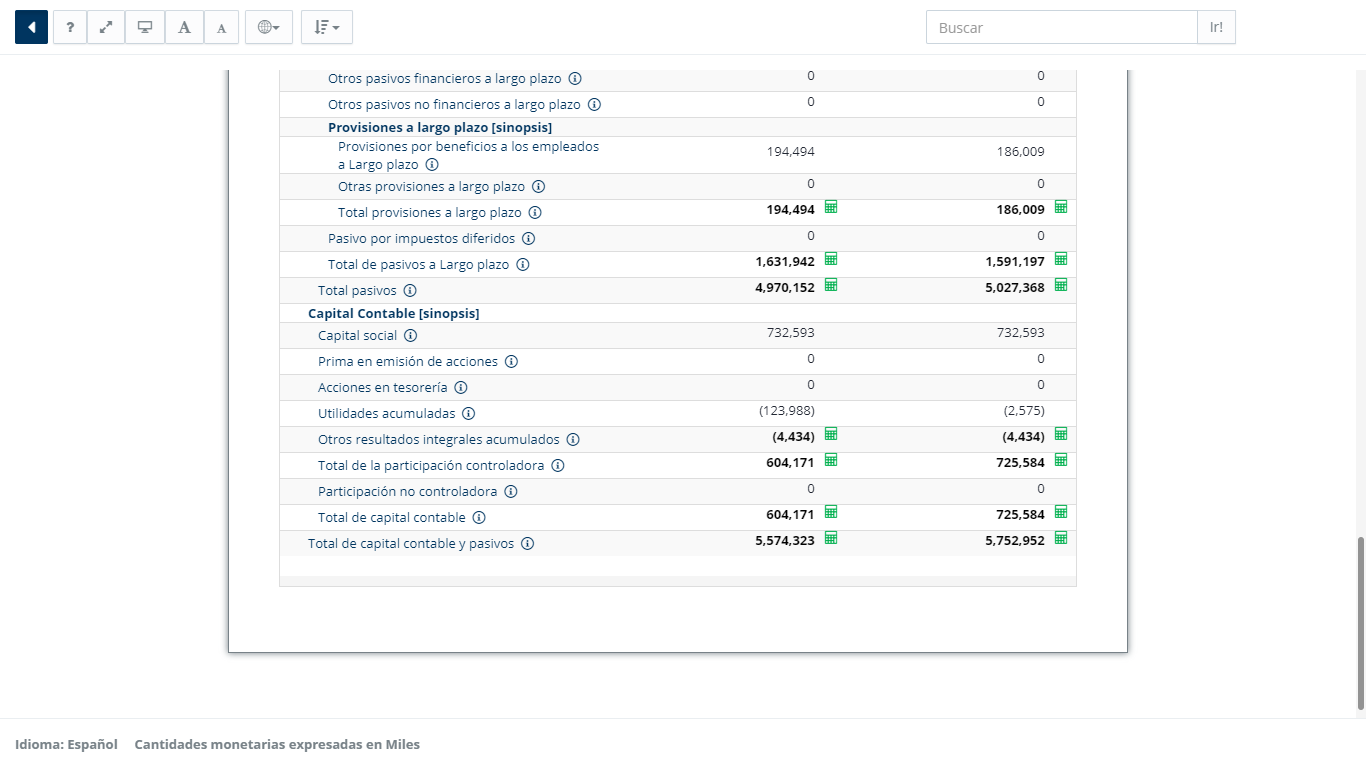 ? A A
Buscar Ir!
Otros pasivos financieros a largo plazo 0 0
Otros pasivos no financieros a largo plazo 0 0
Provisiones a largo plazo [sinopsis]
Provisiones por beneficios a los empleados
a Largo plazo 194,494 186,009
Otras provisiones a largo plazo 0 0
Total provisiones a largo plazo 194,494 186,009
Pasivo por impuestos diferidos 0 0
Total de pasivos a Largo plazo 1,631,942 1,591,197
Total pasivos 4,970,152 5,027,368
Capital Contable [sinopsis]
Capital social 732,593 732,593
Prima en emisión de acciones 0 0
Acciones en tesorería 0 0
Utilidades acumuladas (123,988) (2,575)
Otros resultados integrales acumulados (4,434) (4,434)
Total de la participación controladora 604,171 725,584
Participación no controladora 0 0
Total de capital contable 604,171 725,584
Total de capital contable y pasivos 5,574,323 5,752,952
Idioma: Español Cantidades monetarias expresadas en Miles